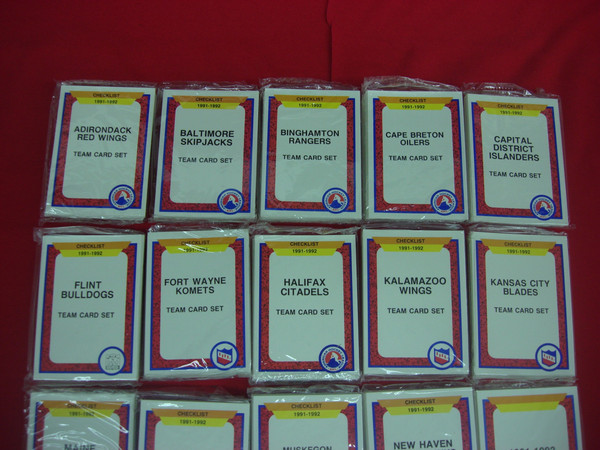 CHECKLIST
1991-1992
ADIRONDACK
RED WINGS
TEAM CARD SET
CHECKLIST
1991-1992
BALTIMORE
SKIPJACKS
TEAM CARD SET
CHECKLIST
1991-1992
BINGHAMTON
RANGERS
TEAM CARD SET
CHECKLIST
1991-1992
CAPE BRETON
OILERS
TEAM CARD SET
CHECKLIST
1991-1992
CAPITAL
DISTRICT
ISLANDERS
TEAM CARD SET
CHECKLIST
1991-1992
FLINT
BULLDOGS
TEAM CARD SET
CHECKLIST
1991-1992
FORT WAYNE
KOMETS
TEAM CARD SET
CHECKLIST
1991-1992
HALIFAX
CITADELS
TEAM CARD SET
CHECKLIST
1991-1992
KALAMAZOO
WINGS
TEAM CARD SET
CHECKLIST
1991-1992
KANSAS CITY
BLADES
TEAM CARD SET
CHECKLIST
1991-1992
MAINE
CHECKLIST
1991-1992
CHECKLIST
1991-1992
MUSKEGON
CHECKLIST
1991-1992
NEW HAVEN
CHECKLIST
1991-1992